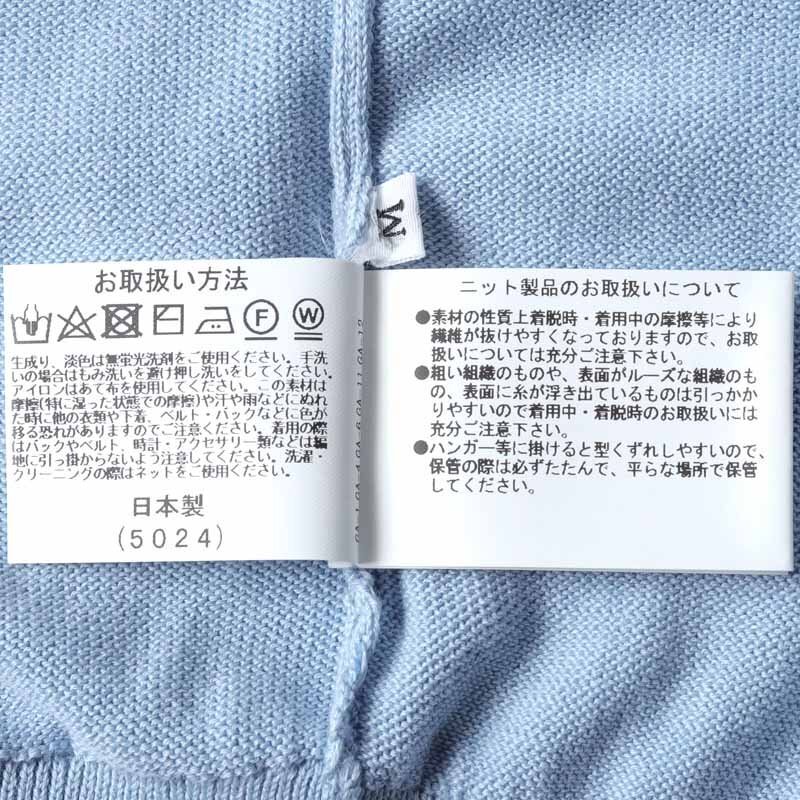 M
お取扱い方法
F W
生成り、淡色は無蛍光洗剤をご使用ください。手洗
いの場合はもみ洗いを避け押し洗いをしてください。
アイロンはあて布を使用してください。この素材は
摩擦(特に湿った状態での摩擦)や汗や雨などにぬれ
た時に他の衣類や下着、ベルト・バックなどに色が
移る恐れがありますのでご注意ください。着用の際
はバックやベルト、時計・アクセサリー類などは編
地に引っ掛からないよう注意してください。洗濯・
クリーニングの際はネットをご使用ください。
日本製
(5024)
ニット製品のお取扱いについて
●素材の性質上着脱時・着用中の摩擦等により
繊維が抜けやすくなっておりますので、お取
扱いについては充分ご注意下さい。
●粗い組織のものや、表面がルーズな組織のも
の、表面に糸が浮き出ているものは引っかか
りやすいので着用中・着脱時のお取扱いには
充分ご注意ください。
●ハンガー等に掛けると型くずれしやすいので、
保管の際は必ずたたんで、平らな場所で保管
してください。